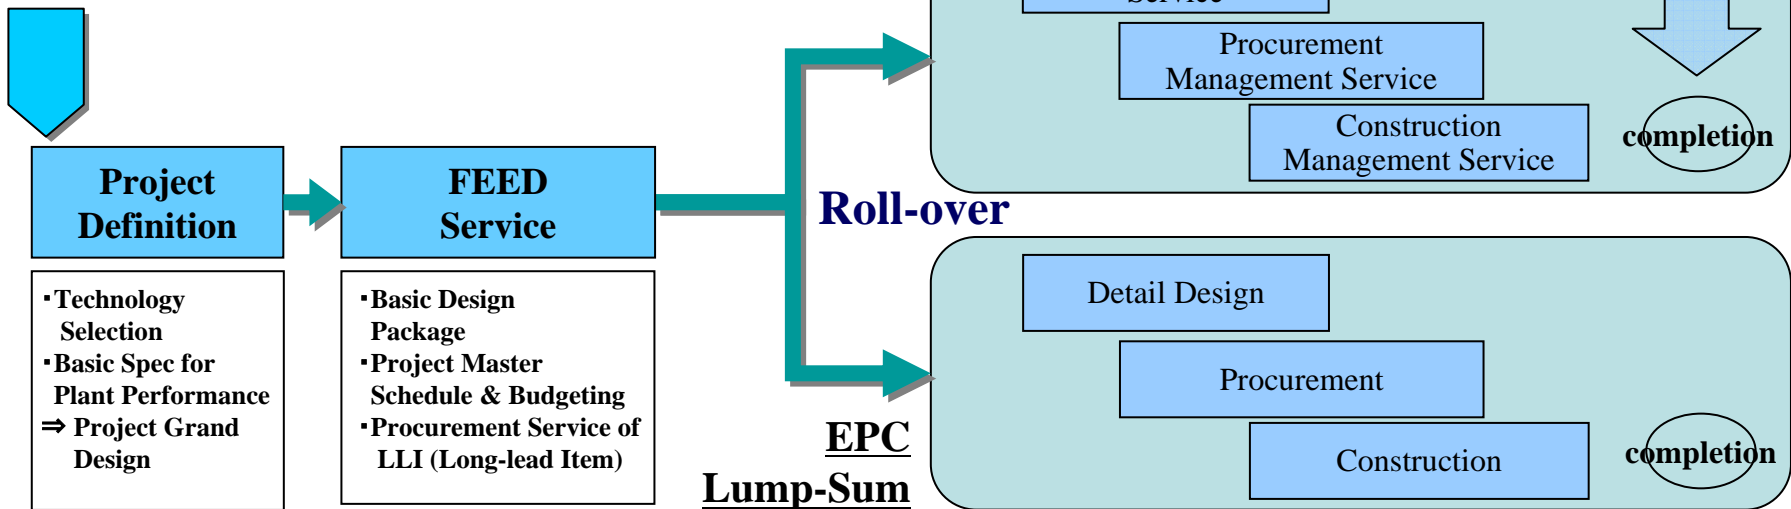 Service
Procurement
Management Service
Construction
Management Service
completion
Project
Definition
FEED
Service
Roll-over
・Technology
Selection
・Basic Spec for
Plant Performance
⇒ Project Grand
Design
・Basic Design
Package
・Project Master
Schedule & Budgeting
・Procurement Service of
LLI (Long-lead Item)
EPC
Lump-Sum
Detail Design
Procurement
Construction
completion